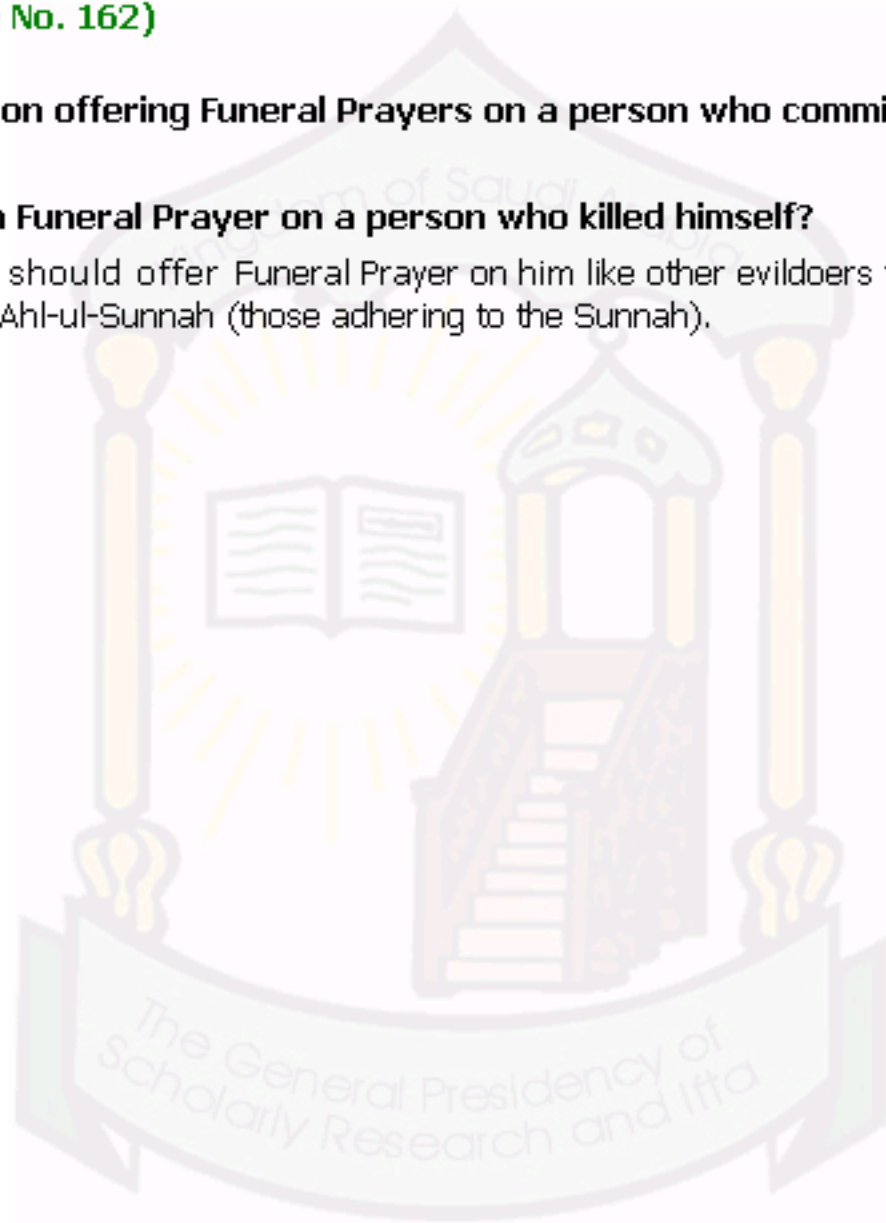 No. 162)
on offering Funeral Prayers on a person who commi
Funeral Prayer on a person who killed himself?
should offer Funeral Prayer on him like other evildoers
Ahl-ul-Sunnah (those adhering to the Sunnah).
Kingdom of Saudi Arabia
The General Presidency of
Scholarly Research and Ifta